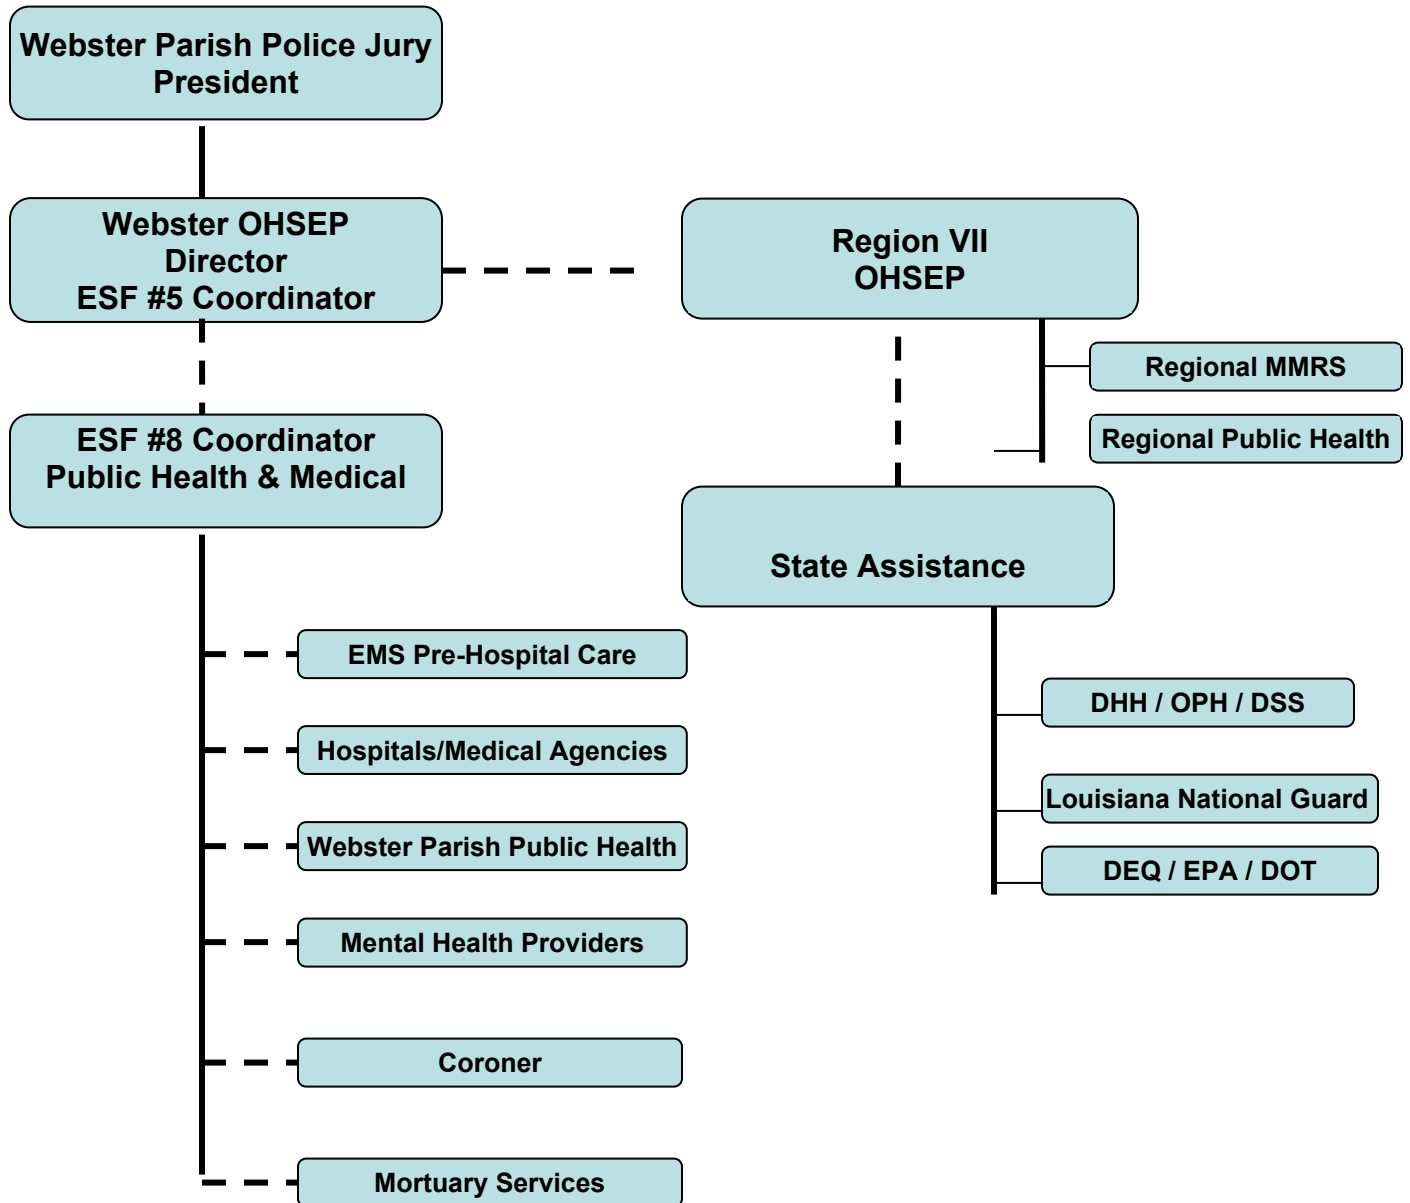 Webster Parish Police Jury
President
Webster OHSEP
Director
ESF #5 Coordinator
Region VII
OHSEP
Regional MMRS
Regional Public Health
ESF #8 Coordinator
Public Health & Medical
State Assistance
EMS Pre-Hospital Care
Hospitals/Medical Agencies
Webster Parish Public Health
Mental Health Providers
Coroner
Mortuary Services
DHH / OPH / DSS
Louisiana National Guard
DEQ / EPA / DOT